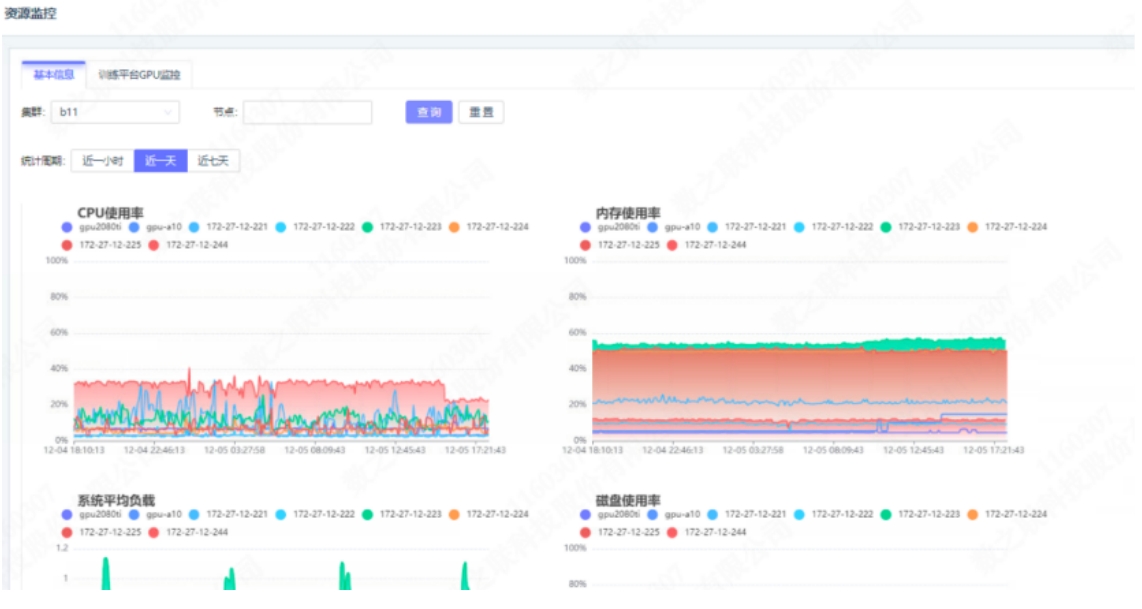 资源监控
基本信息 训练平台GPU监控
集群: b11 节点: 查询 重置
统计周期: 近一小时 近一天 近七天
CPU使用率
gpu2080ti gpu-a10 172-27-12-221 172-27-12-222 172-27-12-223 172-27-12-224
172-27-12-225 172-27-12-244
100%
80%
60%
40%
20%
0%
12-04 18:10:13 12-04 22:46:13 12-05 03:27:58 12-05 08:09:43 12-05 12:45:43 12-05 17:21:43
内存使用率
gpu2080ti gpu-a10 172-27-12-221 172-27-12-222 172-27-12-223 172-27-12-224
172-27-12-225 172-27-12-244
100%
80%
60%
40%
20%
0%
12-04 18:10:13 12-04 22:46:13 12-05 03:27:58 12-05 08:09:43 12-05 12:45:43 12-05 17:21:43
系统平均负载
gpu2080ti gpu-a10 172-27-12-221 172-27-12-222 172-27-12-223 172-27-12-224
172-27-12-225 172-27-12-244
1.2
1
磁盘使用率
gpu2080ti gpu-a10 172-27-12-221 172-27-12-222 172-27-12-223 172-27-12-224
172-27-12-225 172-27-12-244
100%
80%